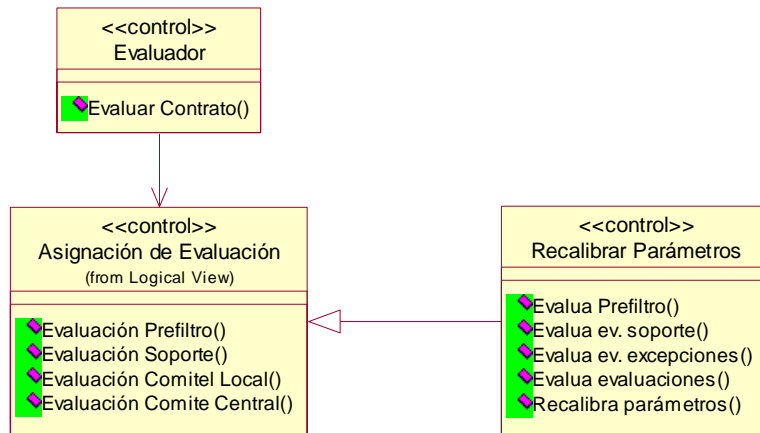 <<control>>
Evaluador
Evaluar Contrato()
<<control>>
Asignación de Evaluación
(from Logical View)
Evaluación Prefiltro()
Evaluación Soporte()
Evaluación Comitel Local()
Evaluación Comite Central()
<<control>>
Recalibrar Parámetros
Evalua Prefiltro()
Evalua ev. soporte()
Evalua ev. excepciones()
Evalua evaluaciones()
Recalibra parámetros()